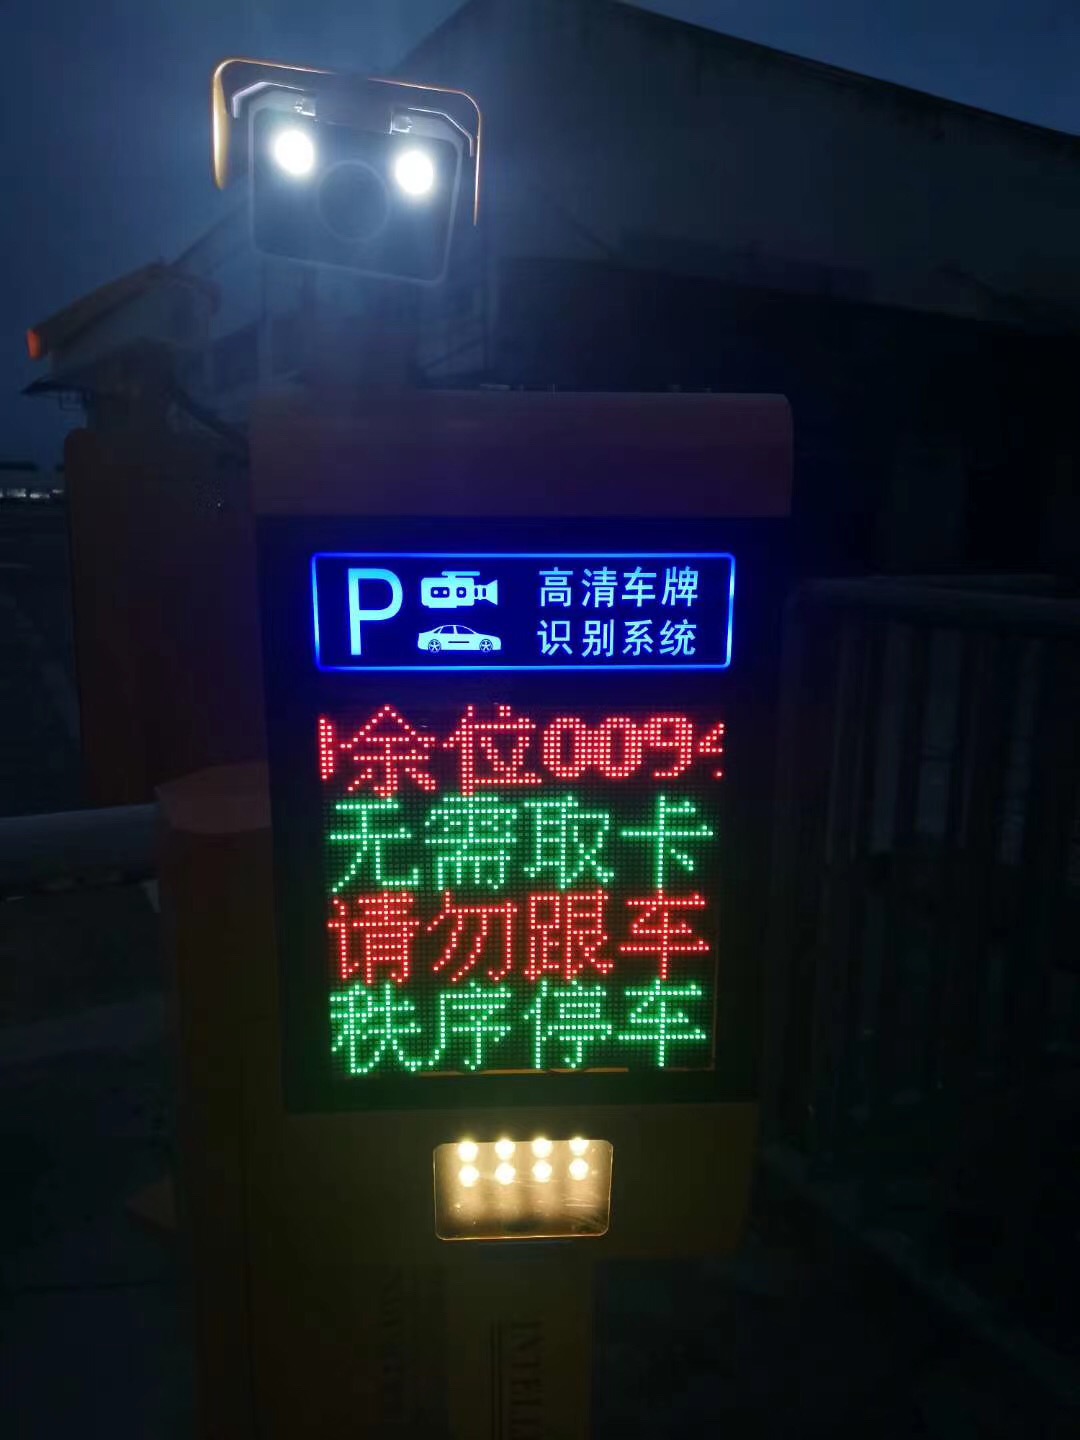 P
高清车牌
识别系统
余位009
无需取卡
请勿跟车
秩序停车